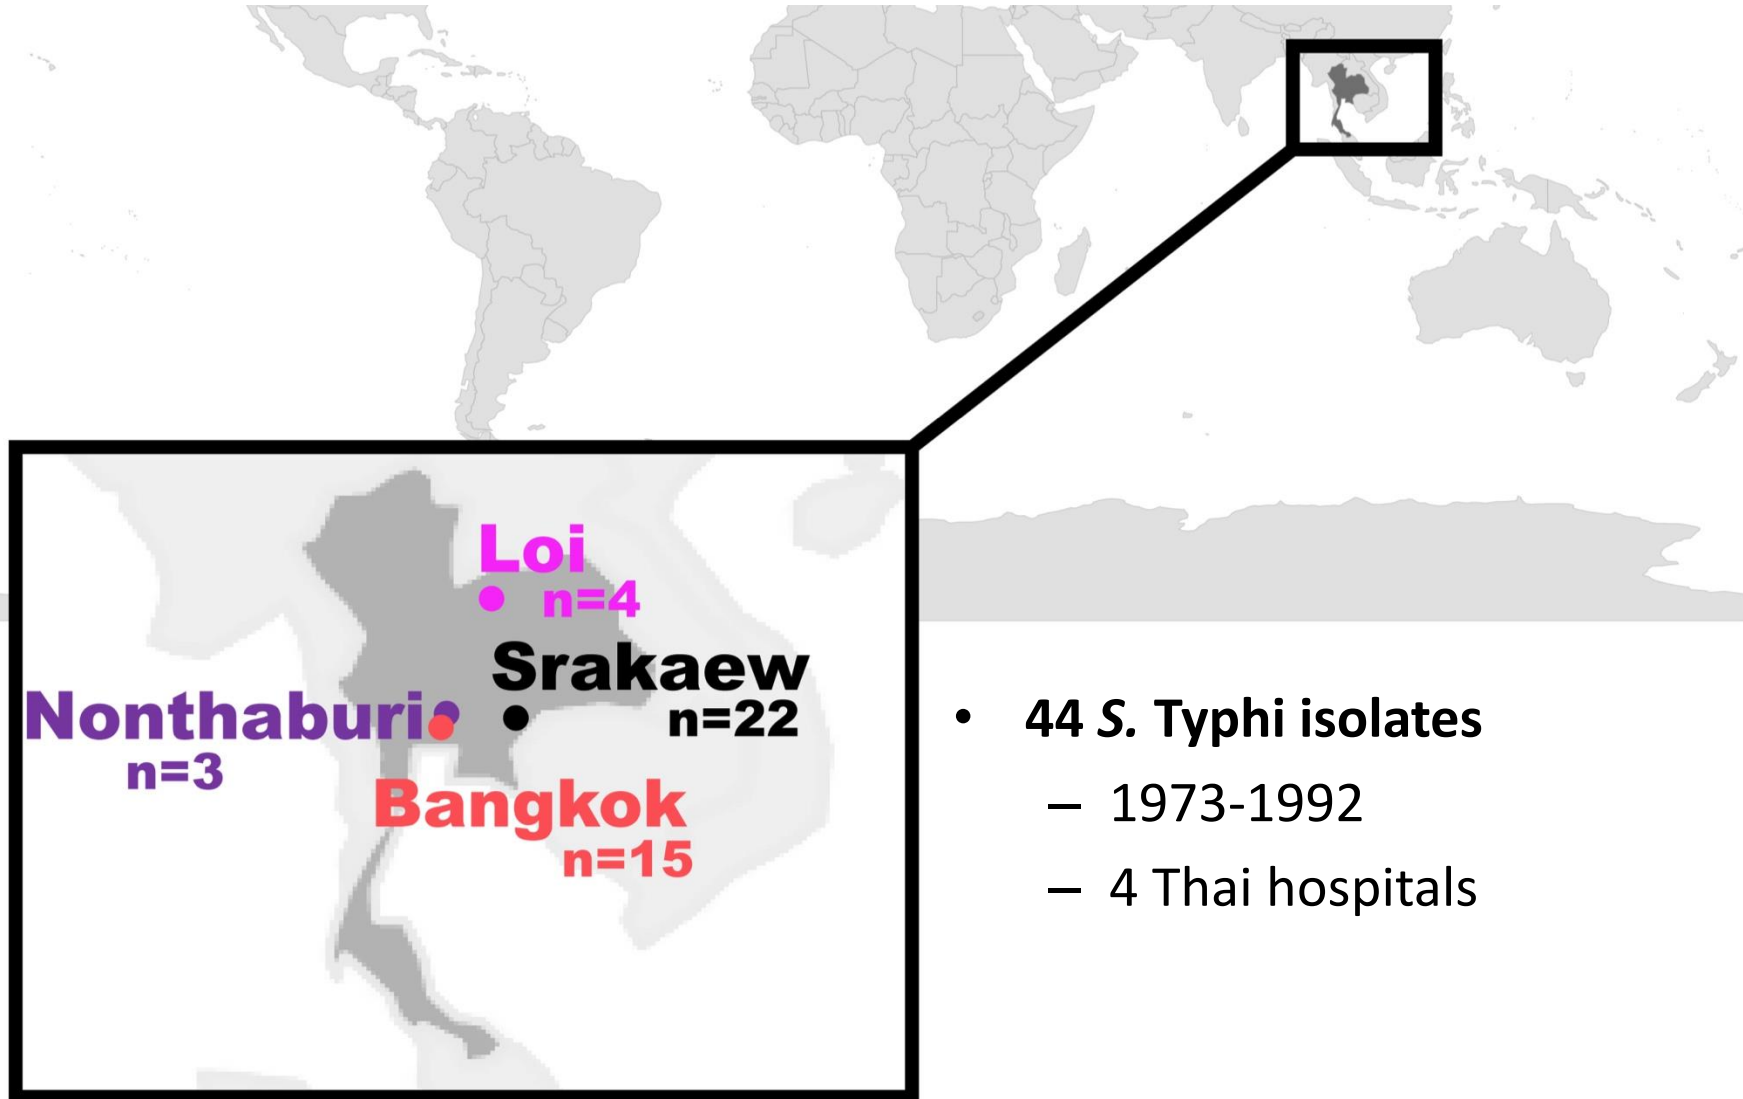 Loi
n=4
Srakaew
n=22
Nonthaburi
n=3
Bangkok
n=15
• 44 S. Typhi isolates
– 1973-1992
– 4 Thai hospitals